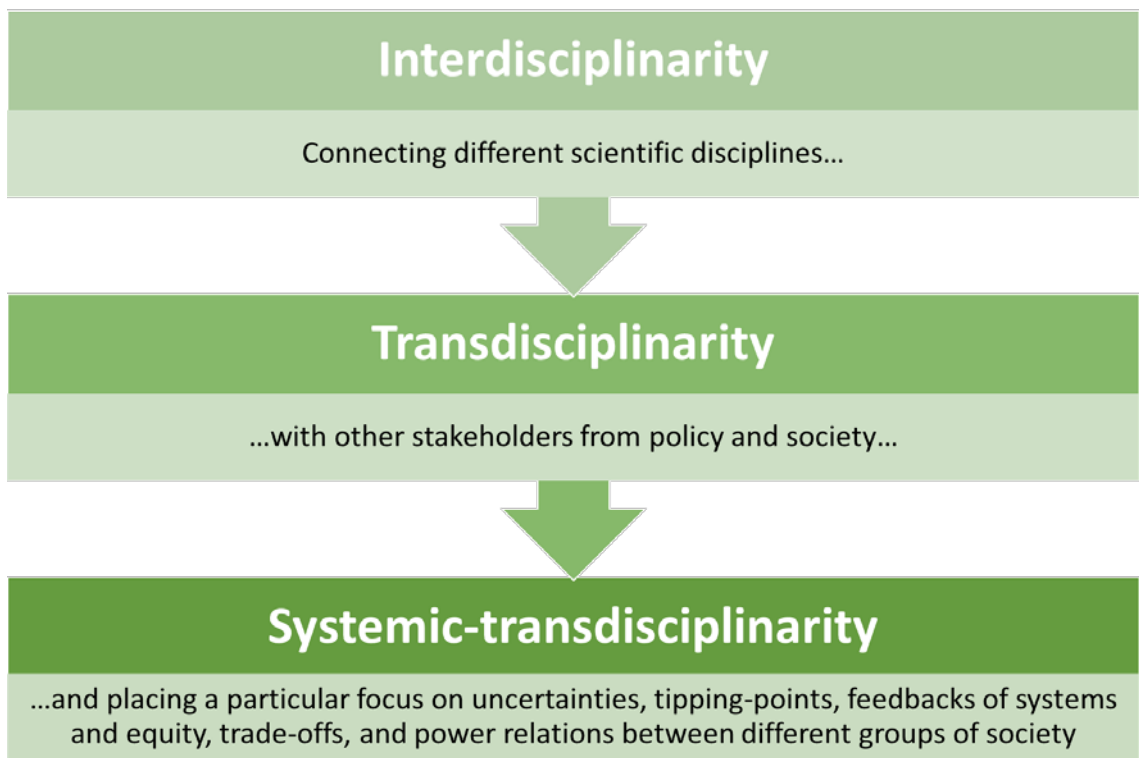 Interdisciplinarity
Connecting different scientific disciplines…
Transdisciplinarity
…with other stakeholders from policy and society…
Systemic-transdisciplinarity
…and placing a particular focus on uncertainties, tipping-points, feedbacks of systems
and equity, trade-offs, and power relations between different groups of society